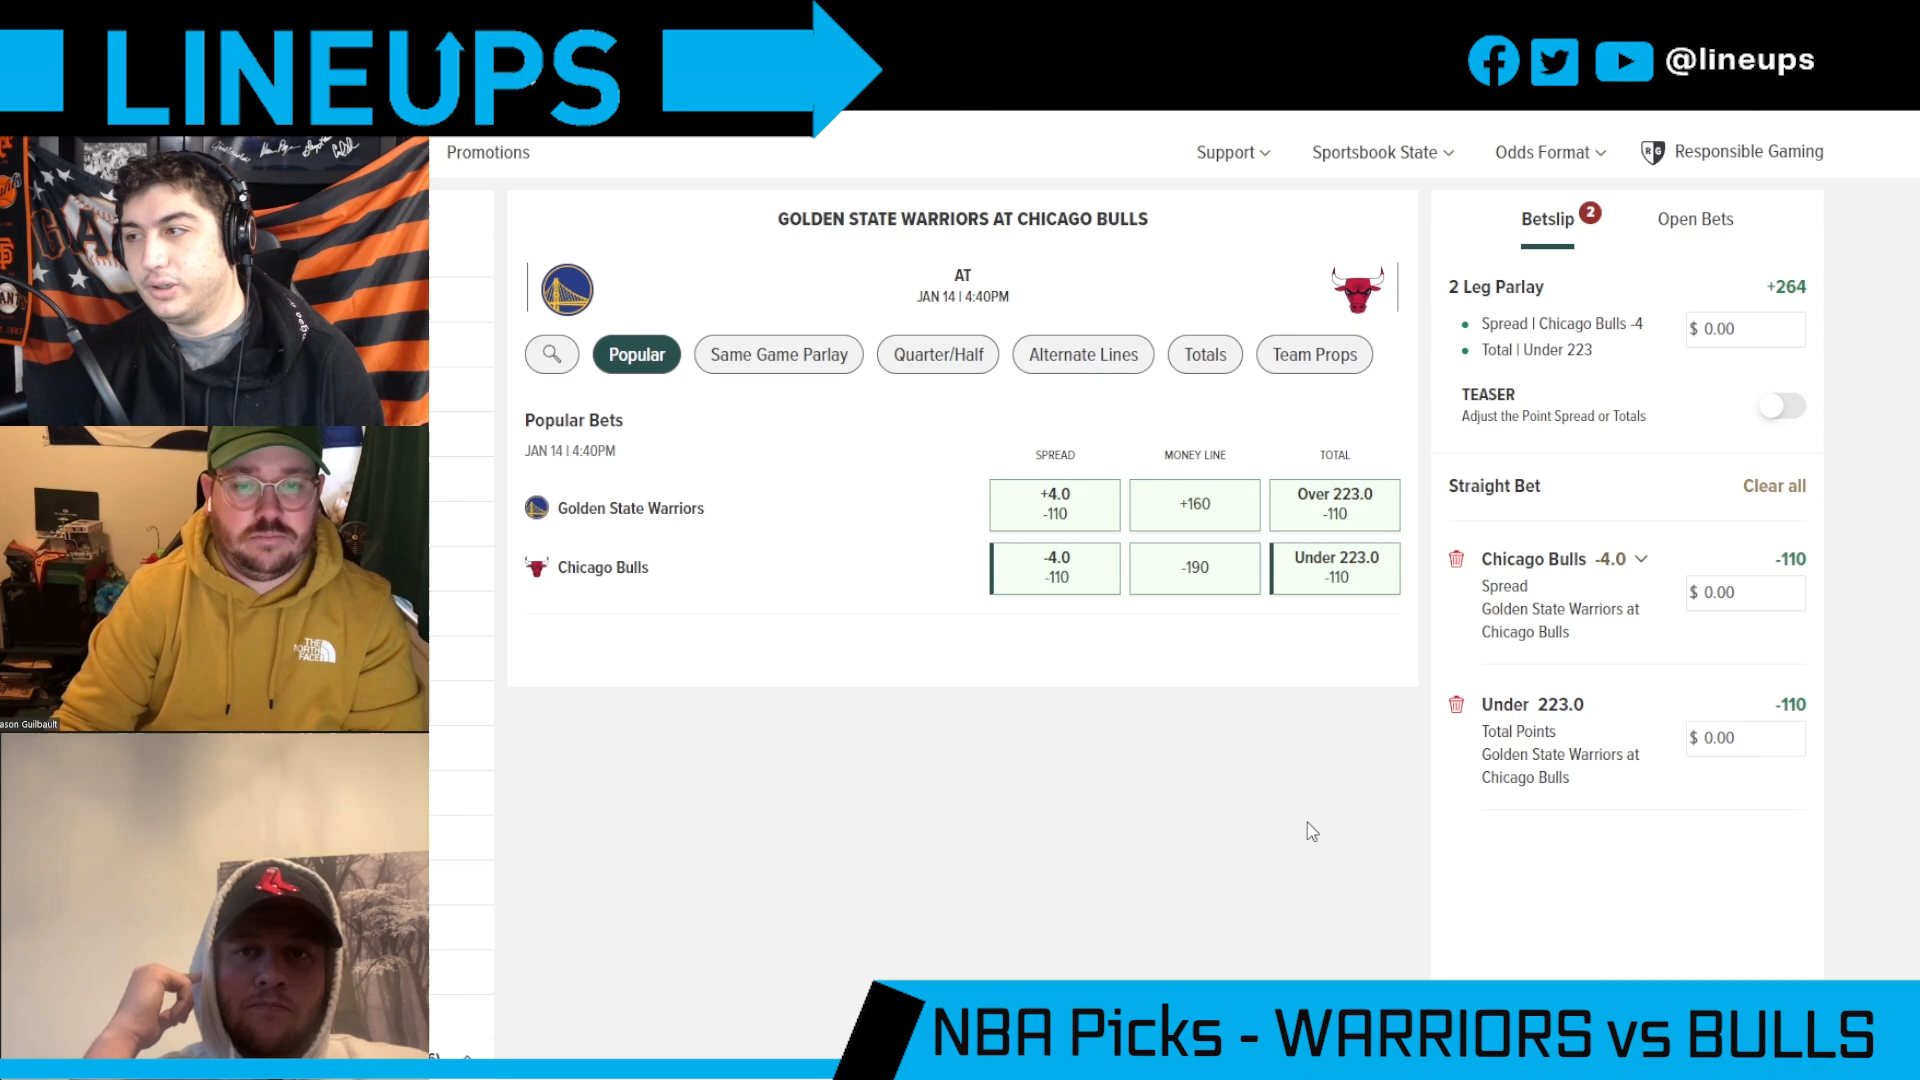 LINEUPS
@lineups
Promotions
Support
Sportsbook State
Odds Format
RG
Responsible Gaming
GOLDEN STATE WARRIORS AT CHICAGO BULLS
AT
JAN 14 | 4:40PM
Popular
Same Game Parlay
Quarter/Half
Alternate Lines
Totals
Team Props
Popular Bets
JAN 14 | 4:40PM
SPREAD
MONEY LINE
TOTAL
Golden State Warriors
+4.0
-110
+160
Over 223.0
-110
Chicago Bulls
-4.0
-110
-190
Under 223.0
-110
Betslip 2
Open Bets
2 Leg Parlay
+264
Spread | Chicago Bulls -4
Total | Under 223
$ 0.00
TEASER
Adjust the Point Spread or Totals
Straight Bet
Clear all
Chicago Bulls -4.0
-110
Spread
Golden State Warriors at
Chicago Bulls
$ 0.00
Under 223.0
-110
Total Points
Golden State Warriors at
Chicago Bulls
$ 0.00
THE
NORTH
FACE
ason Guilbault
NBA Picks - WARRIORS vs BULLS